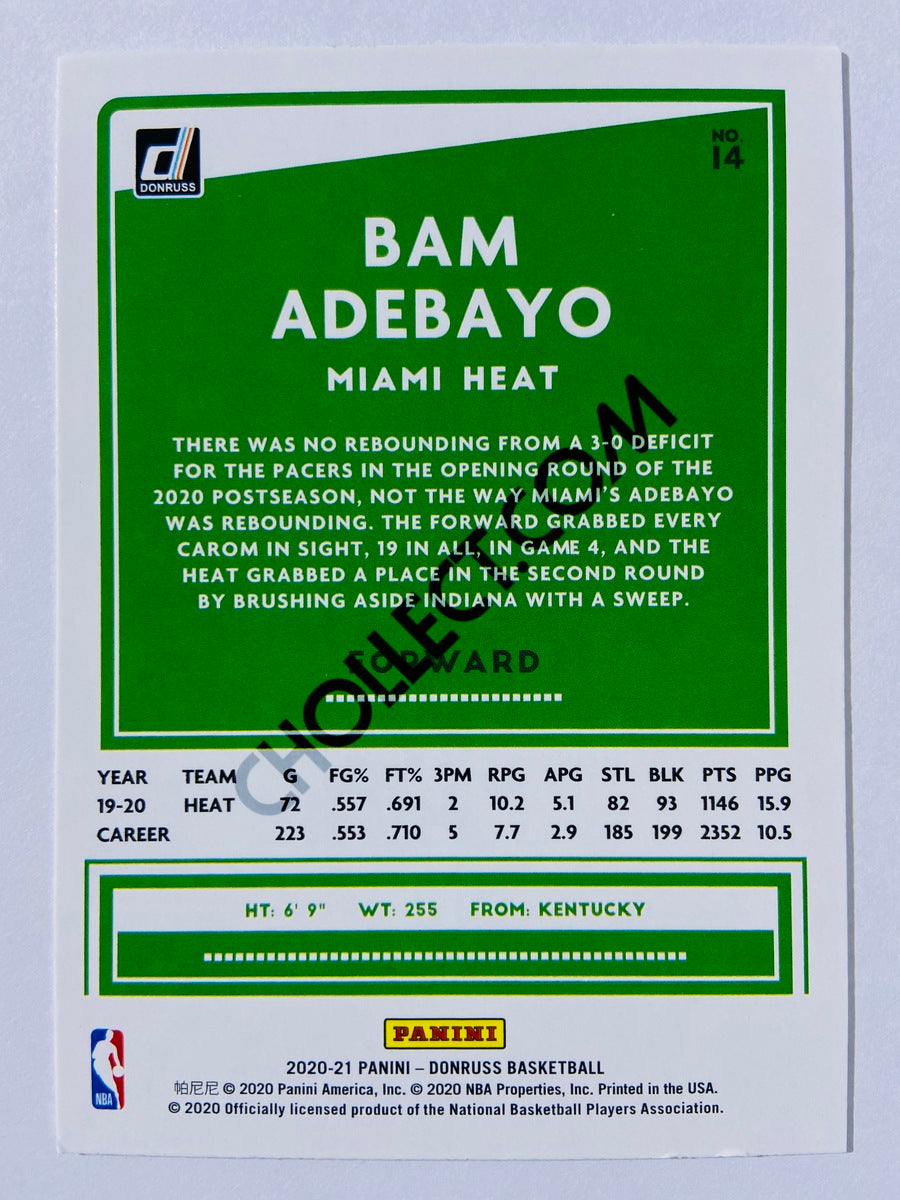 DONRUSS
NO.
14
BAM
ADEBAYO
MIAMI HEAT
THERE WAS NO REBOUNDING FROM A 3-0 DEFICIT
FOR THE PACERS IN THE OPENING ROUND OF THE
2020 POSTSEASON, NOT THE WAY MIAMI'S ADEBAYO
WAS REBOUNDING. THE FORWARD GRABBED EVERY
CAROM IN SIGHT, 19 IN ALL, IN GAME 4, AND THE
HEAT GRABBED A PLACE IN THE SECOND ROUND
BY BRUSHING ASIDE INDIANA WITH A SWEEP.
FORWARD
CHOLLECT.COM
YEAR TEAM G FG% FT% 3PM RPG APG STL BLK PTS PPG
19-20 HEAT 72 .557 .691 2 10.2 5.1 82 93 1146 15.9
CAREER 223 .553 .710 5 7.7 2.9 185 199 2352 10.5
HT: 6' 9" WT: 255 FROM: KENTUCKY
PANINI
NBA
2020-21 PANINI – DONRUSS BASKETBALL
帕尼尼 © 2020 Panini America, Inc. © 2020 NBA Properties, Inc. Printed in the USA.
© 2020 Officially licensed product of the National Basketball Players Association.